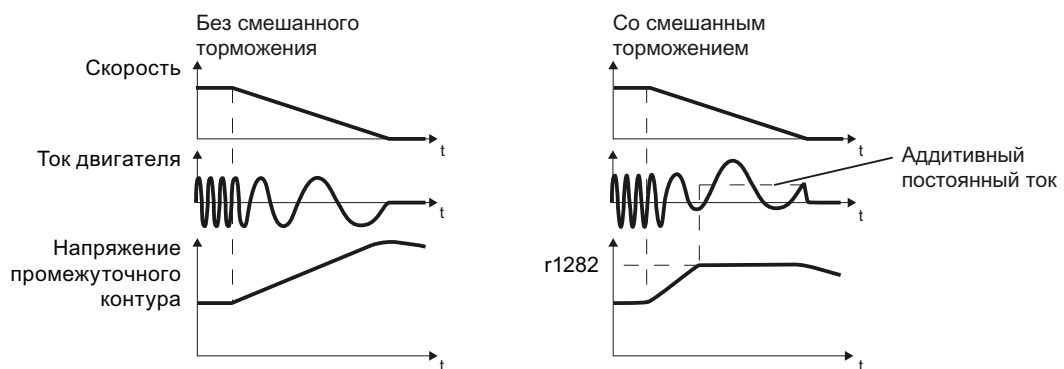 Без смешанного
торможения
Скорость
t
Ток двигателя
t
Напряжение
промежуточного
контура
t
Со смешанным
торможением
t
Аддитивный
постоянный ток
t
r1282
t